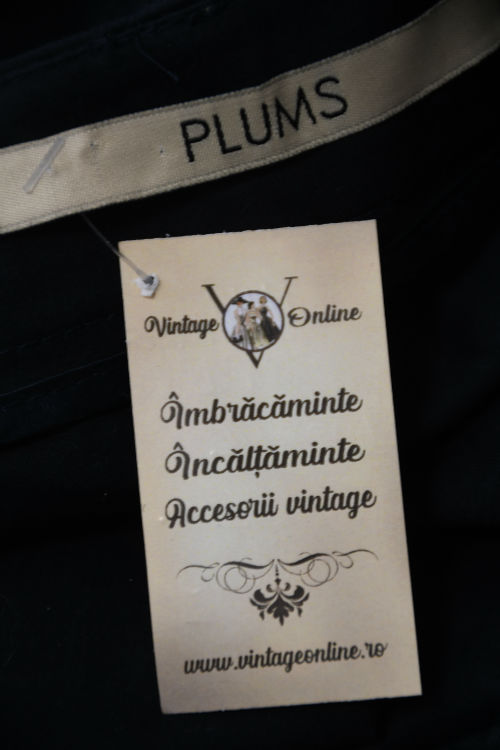 PLUMS
Vintage V Online
Îmbrăcăminte
Încălțăminte
Accesorii vintage
www.vintageonline.ro